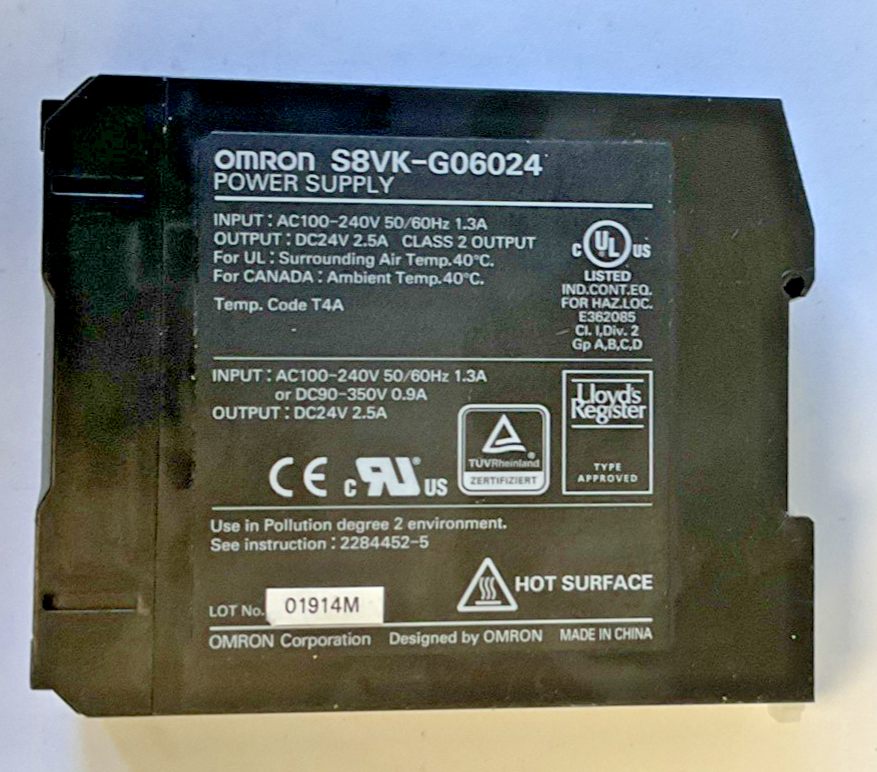 OMRON S8VK-G06024
POWER SUPPLY
INPUT : AC100-240V 50/60Hz 1.3A
OUTPUT : DC24V 2.5A CLASS 2 OUTPUT
For UL : Surrounding Air Temp.40°C.
For CANADA : Ambient Temp.40°C.
Temp. Code T4A
C UL US
LISTED
IND.CONT.EQ.
FOR HAZ.LOC.
E362085
Cl. I,Div. 2
Gp A,B,C,D
INPUT : AC100-240V 50/60Hz 1.3A
or DC90-350V 0.9A
OUTPUT : DC24V 2.5A
CE
c RU US
TÜVRheinland®
ZERTIFIZIERT
Lloyd's
Register
TYPE
APPROVED
Use in Pollution degree 2 environment.
See instruction : 2284452-5
HOT SURFACE
LOT No. 01914M
OMRON Corporation Designed by OMRON MADE IN CHINA